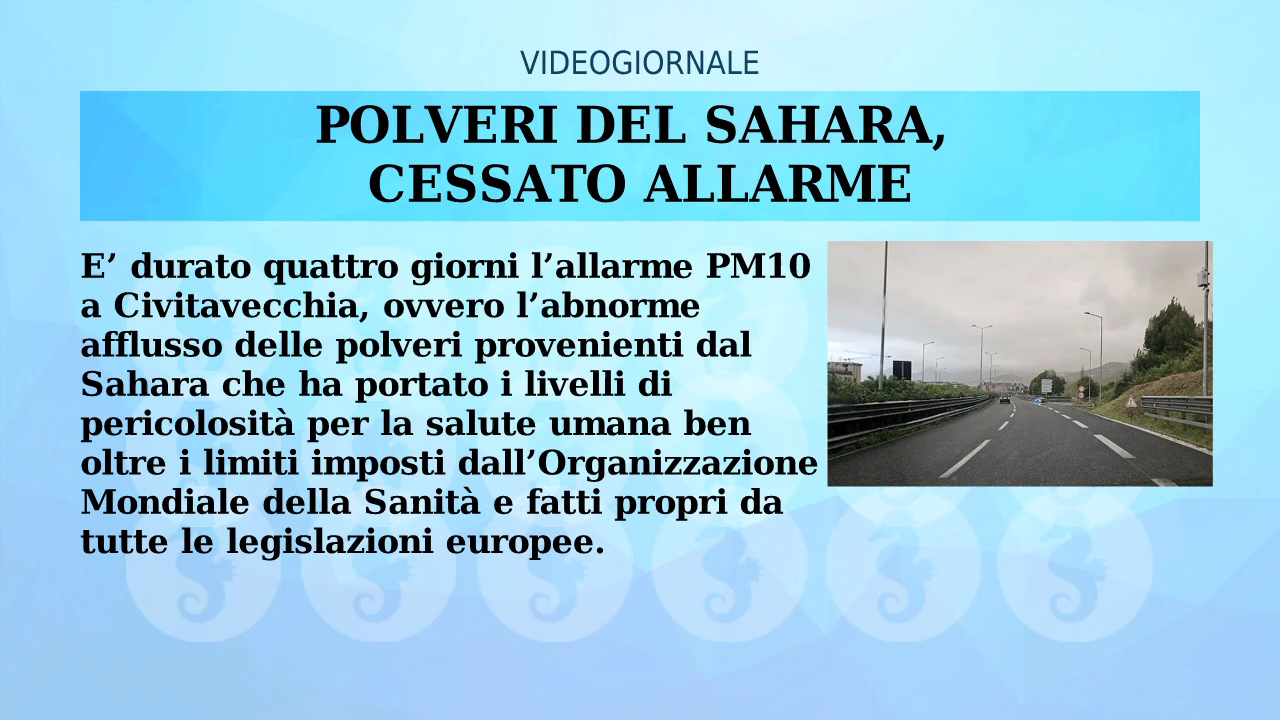 VIDEOGIORNALE
POLVERI DEL SAHARA,
CESSATO ALLARME
E’ durato quattro giorni l’allarme PM10
a Civitavecchia, ovvero l’abnorme
afflusso delle polveri provenienti dal
Sahara che ha portato i livelli di
pericolosità per la salute umana ben
oltre i limiti imposti dall’Organizzazione
Mondiale della Sanità e fatti propri da
tutte le legislazioni europee.